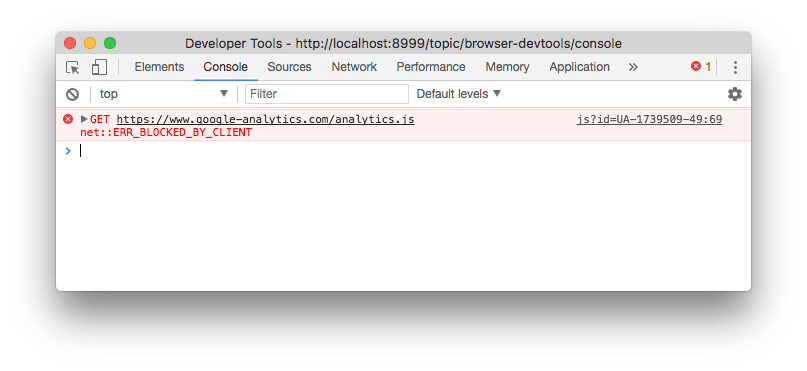 Developer Tools - http://localhost:8999/topic/browser-devtools/console
Elements Console Sources Network Performance Memory Application » 1
top Filter Default levels
GET https://www.google-analytics.com/analytics.js js?id=UA-1739509-49:69
net::ERR_BLOCKED_BY_CLIENT